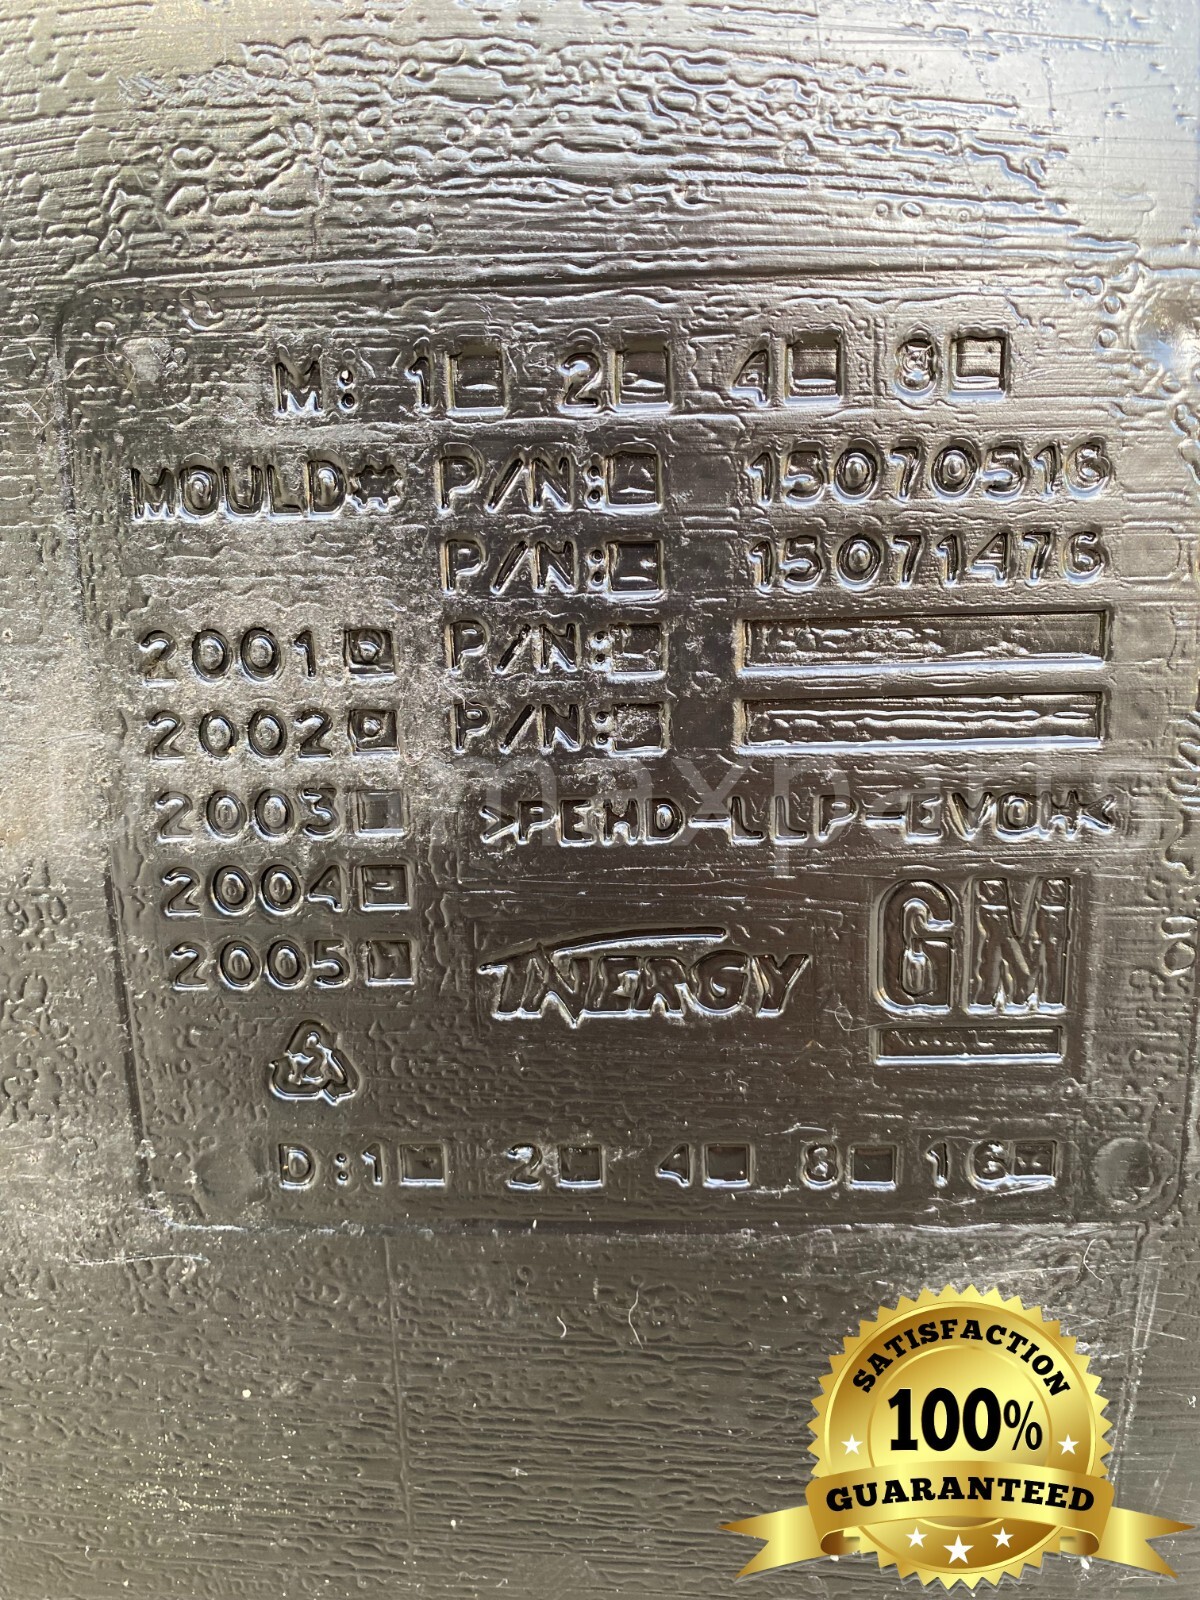 M: 1 2 4 8
MOULD# P/N: 15070516
P/N: 15071476
2001 P/N:
2002 P/N:
2003 >PEHD-LLP-EVOH<
2004
2005
INERGY
GM
2
D:1 2 4 8 16
SATISFACTION
100%
GUARANTEED